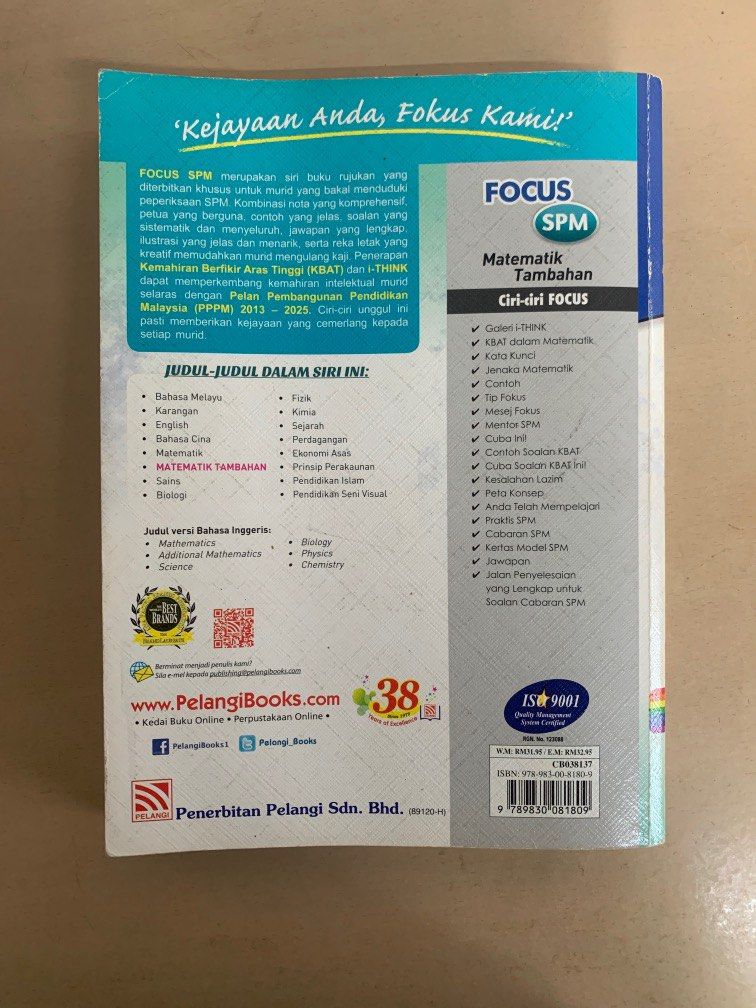 'Kejayaan Anda, Fokus Kami!'
FOCUS SPM merupakan siri buku rujukan yang
diterbitkan khusus untuk murid yang bakal menduduki
peperiksaan SPM. Kombinasi nota yang komprehensif,
petua yang berguna, contoh yang jelas, soalan yang
sistematik dan menyeluruh, jawapan yang lengkap,
ilustrasi yang jelas dan menarik, serta reka letak yang
kreatif memudahkan murid mengulang kaji. Penerapan
Kemahiran Berfikir Aras Tinggi (KBAT) dan i-THINK
dapat memperkembang kemahiran intelektual murid
selaras dengan Pelan Pembangunan Pendidikan
Malaysia (PPPM) 2013 – 2025. Ciri-ciri unggul ini
pasti memberikan kejayaan yang cemerlang kepada
setiap murid.
JUDUL-JUDUL DALAM SIRI INI:
• Bahasa Melayu
• Karangan
• English
• Bahasa Cina
• Matematik
• MATEMATIK TAMBAHAN
• Sains
• Biologi
• Fizik
• Kimia
• Sejarah
• Perdagangan
• Ekonomi Asas
• Prinsip Perakaunan
• Pendidikan Islam
• Pendidikan Seni Visual
Judul versi Bahasa Inggeris:
• Mathematics
• Additional Mathematics
• Science
• Biology
• Physics
• Chemistry
BEST
BRANDS
Berminat menjadi penulis kami?
Sila e-mel kepada publishing@pelangibooks.com
www.PelangiBooks.com
• Kedai Buku Online • Perpustakaan Online •
38
Since 1979
Years of Excellence
PelangiBooks1
Pelangi_Books
PELANGI
Penerbitan Pelangi Sdn. Bhd. (89120-H)
FOCUS
SPM
Matematik
Tambahan
Ciri-ciri FOCUS
✔ Galeri i-THINK
✔ KBAT dalam Matematik
✔ Kata Kunci
✔ Jenaka Matematik
✔ Contoh
✔ Tip Fokus
✔ Mesej Fokus
✔ Mentor SPM
✔ Cuba Ini!
✔ Contoh Soalan KBAT
✔ Cuba Soalan KBAT Ini!
✔ Kesalahan Lazim
✔ Peta Konsep
✔ Anda Telah Mempelajari
✔ Praktis SPM
✔ Cabaran SPM
✔ Kertas Model SPM
✔ Jawapan
✔ Jalan Penyelesaian
yang Lengkap untuk
Soalan Cabaran SPM
ISO 9001
Quality Management
System Certified
RGN. No. 123088
W.M: RM31.95 / E.M: RM32.95
CB038137
ISBN: 978-983-00-8180-9
9 789830 081809